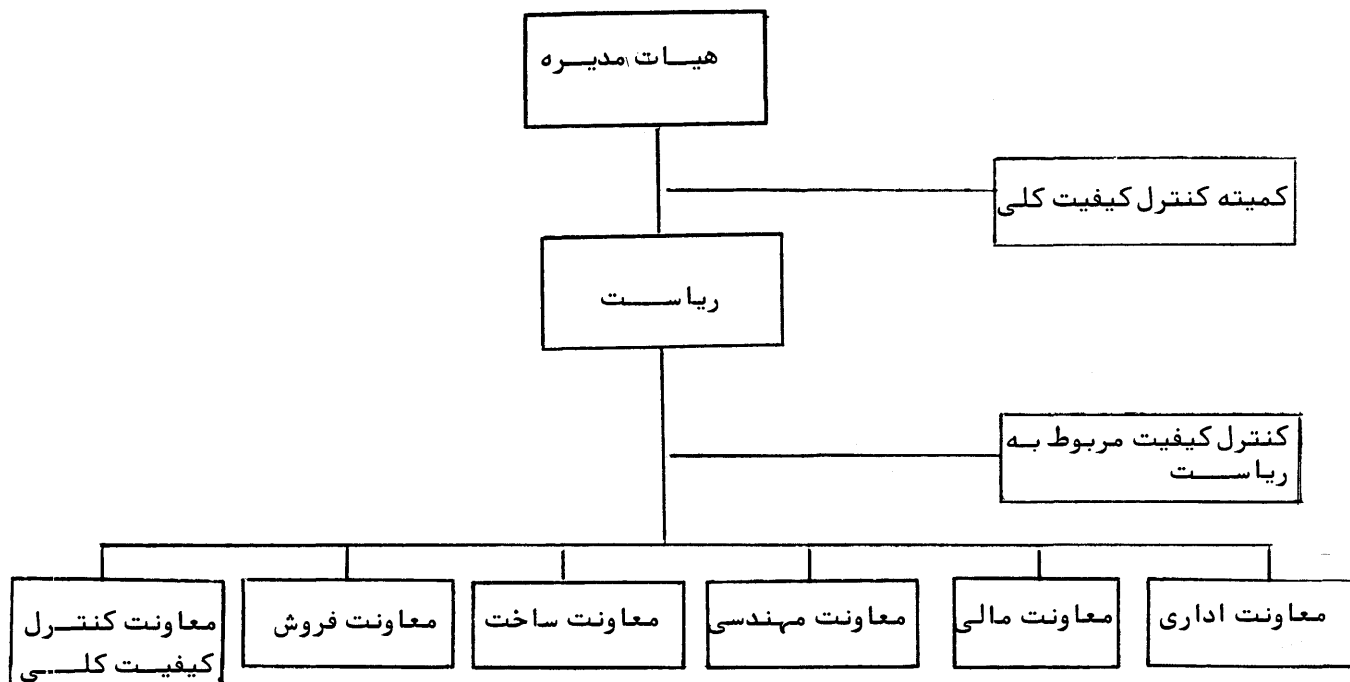 هیات مدیره
کمیته کنترل کیفیت کلی
ریاست
کنترل کیفیت مربوط به
ریاست
معاونت اداری
معاونت مالی
معاونت مهندسی
معاونت ساخت
معاونت فروش
معاونت کنترل
کیفیت کلی